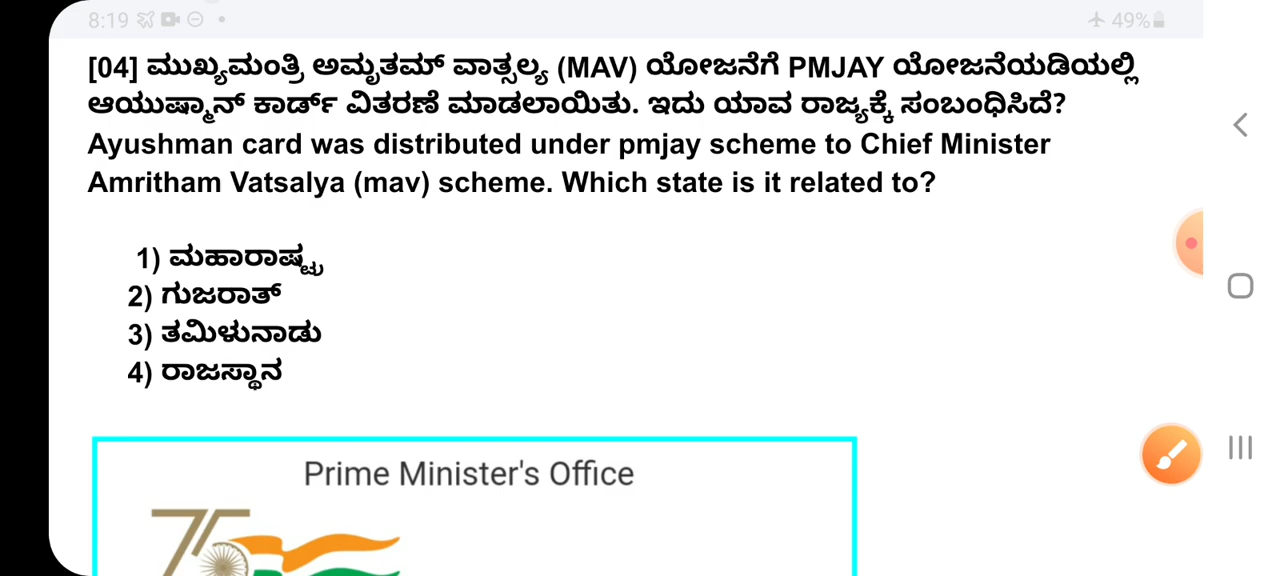 8:19
49%
[04] ಮುಖ್ಯಮಂತ್ರಿ ಅಮೃತಮ್ ವಾತ್ಸಲ್ಯ (MAV) ಯೋಜನೆಗೆ PMJAY ಯೋಜನೆಯಡಿಯಲ್ಲಿ
ಆಯುಷ್ಮಾನ್ ಕಾರ್ಡ್ ವಿತರಣೆ ಮಾಡಲಾಯಿತು. ಇದು ಯಾವ ರಾಜ್ಯಕ್ಕೆ ಸಂಬಂಧಿಸಿದೆ?
Ayushman card was distributed under pmjay scheme to Chief Minister
Amritham Vatsalya (mav) scheme. Which state is it related to?
1) ಮಹಾರಾಷ್ಟ್ರ
2) ಗುಜರಾತ್
3) ತಮಿಳುನಾಡು
4) ರಾಜಸ್ಥಾನ
Prime Minister's Office
75